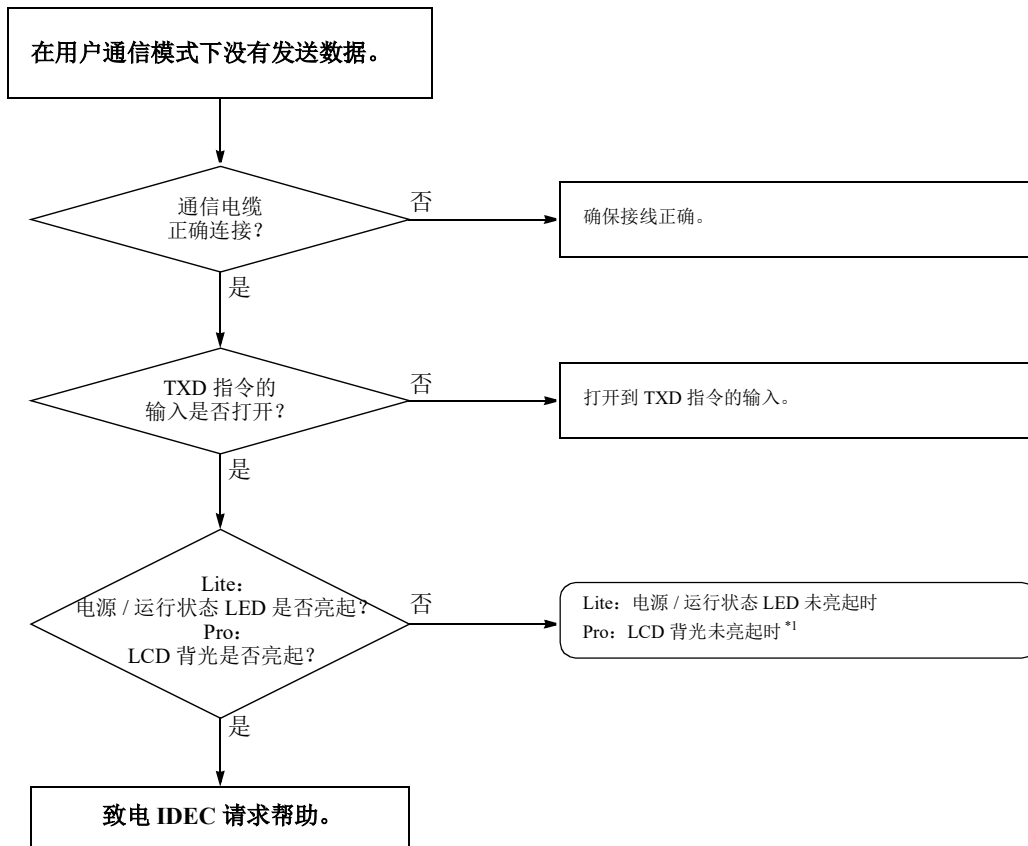 在用户通信模式下没有发送数据。
通信电缆
正确连接？
否
确保接线正确。
是
TXD 指令的
输入是否打开？
否
打开到 TXD 指令的输入。
是
Lite：
电源 / 运行状态 LED 是否亮起？
Pro：
LCD 背光是否亮起？
否
Lite：电源 / 运行状态 LED 未亮起时
Pro：LCD 背光未亮起时 *1
是
致电 IDEC 请求帮助。